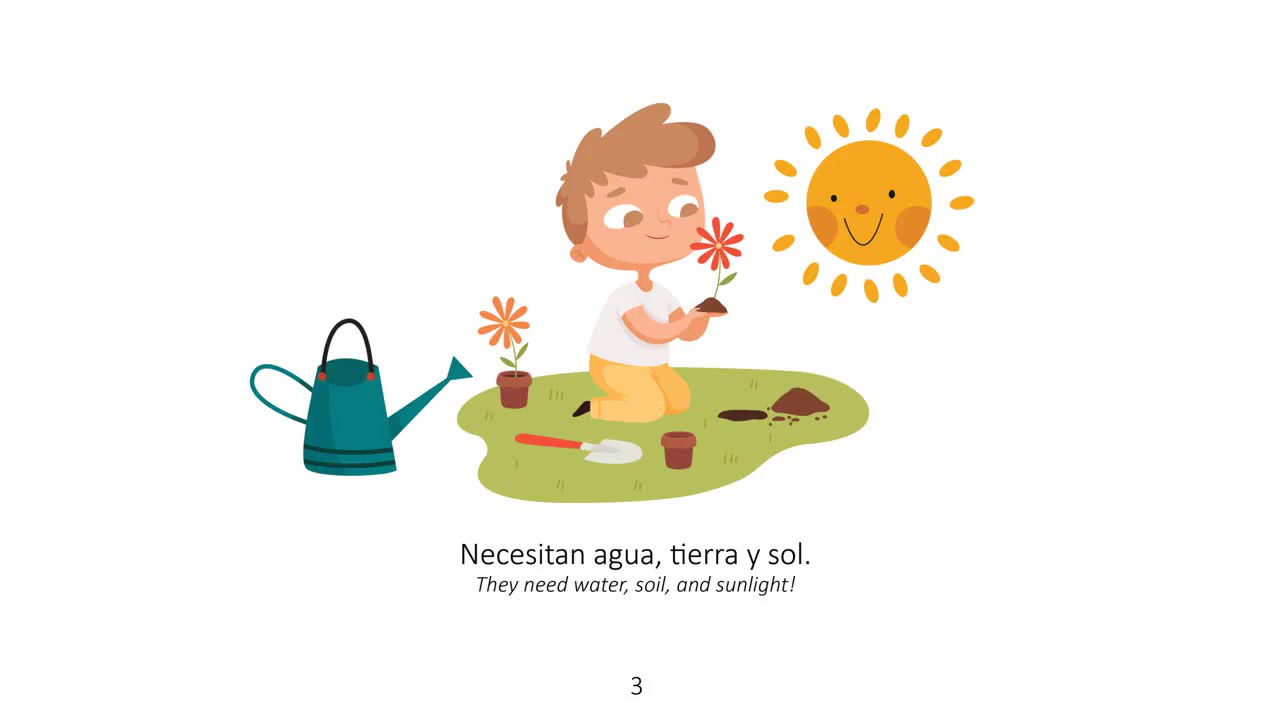 Necesitan agua, tierra y sol.
They need water, soil, and sunlight!
3